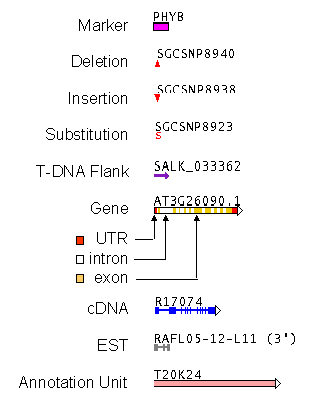 PHYB
Marker
SGCSNP8940
Deletion
SGCSNP8938
Insertion
SGCSNP8923
Substitution
S
SALK_033362
T-DNA Flank
AT3G26090.1
Gene
UTR
intron
exon
R17074
cDNA
RAFL05-12-L11 (3')
EST
T20K24
Annotation Unit